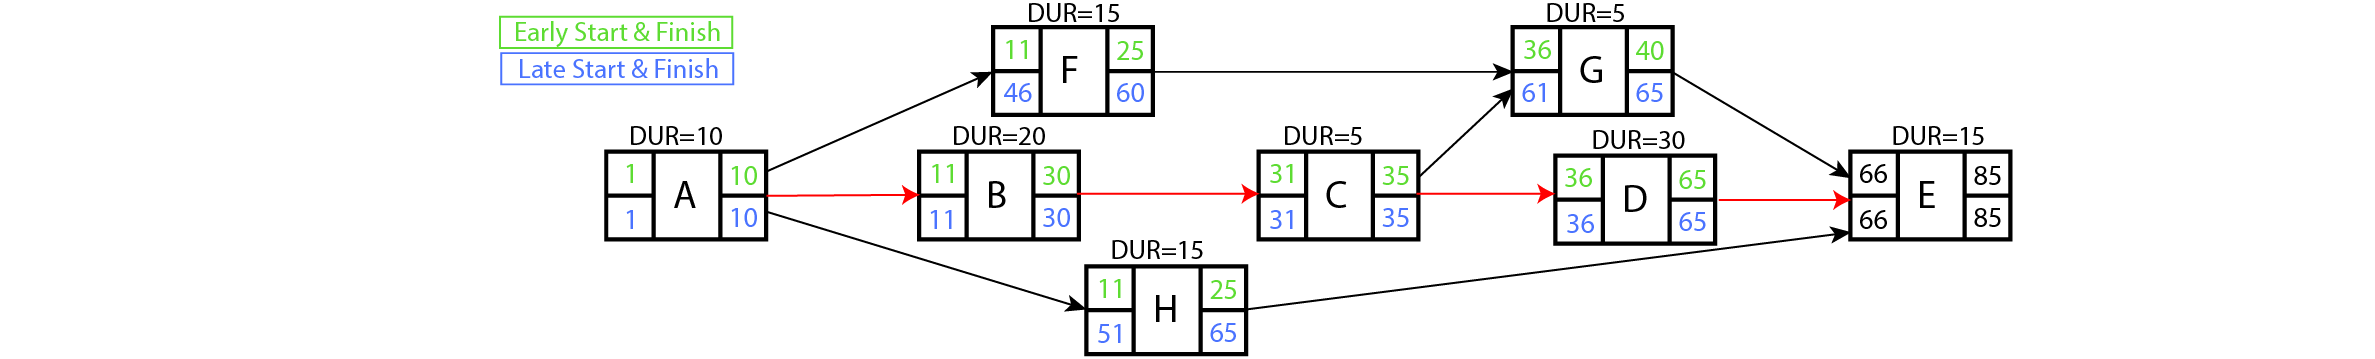 Early Start & Finish
Late Start & Finish
DUR=15
11 F 25
46 60
DUR=5
36 G 40
61 65
DUR=10
1 A 10
1 10
DUR=20
11 B 30
11 30
DUR=5
31 C 35
31 35
DUR=30
36 D 65
36 65
DUR=15
66 E 85
66 85
DUR=15
11 H 25
51 65